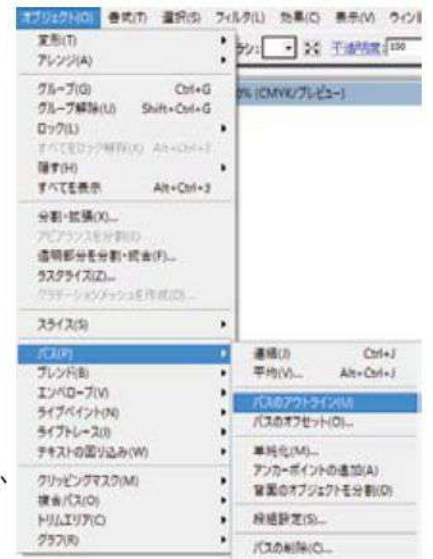 オブジェクト(O) 書式(T) 選択(S) フィルタ(L) 効果(C) 表示(V) ウィン
変形(T)
アレンジ(A)
ラシ: 不透明度: 100
グループ(G) Ctrl+G
グループ解除(U) Shift+Ctrl+G
% (CMYK/プレビュー)
ロック(L)
すべてをロック解除(K) Alt+Ctrl+2
隠す(H)
すべてを表示 Alt+Ctrl+3
分割・拡張(X)...
アピアランスを分割(E)
透明部分を分割・統合(F)...
ラスタライズ(Z)...
グラデーションメッシュを作成(D)...
スライス(S)
パス(P)
ブレンド(B)
エンベロープ(V)
ライブペイント(N)
ライブトレース(I)
テキストの回り込み(W)
クリッピングマスク(M)
複合パス(O)
トリムエリア(C)
グラフ(R)
連結(J) Ctrl+J
平均(V)... Alt+Ctrl+J
パスのアウトライン(U)
パスのオフセット(O)...
単純化(M)...
アンカーポイントの追加(A)
背面のオブジェクトを分割(D)
段組設定(S)...
パスの削除(C)...